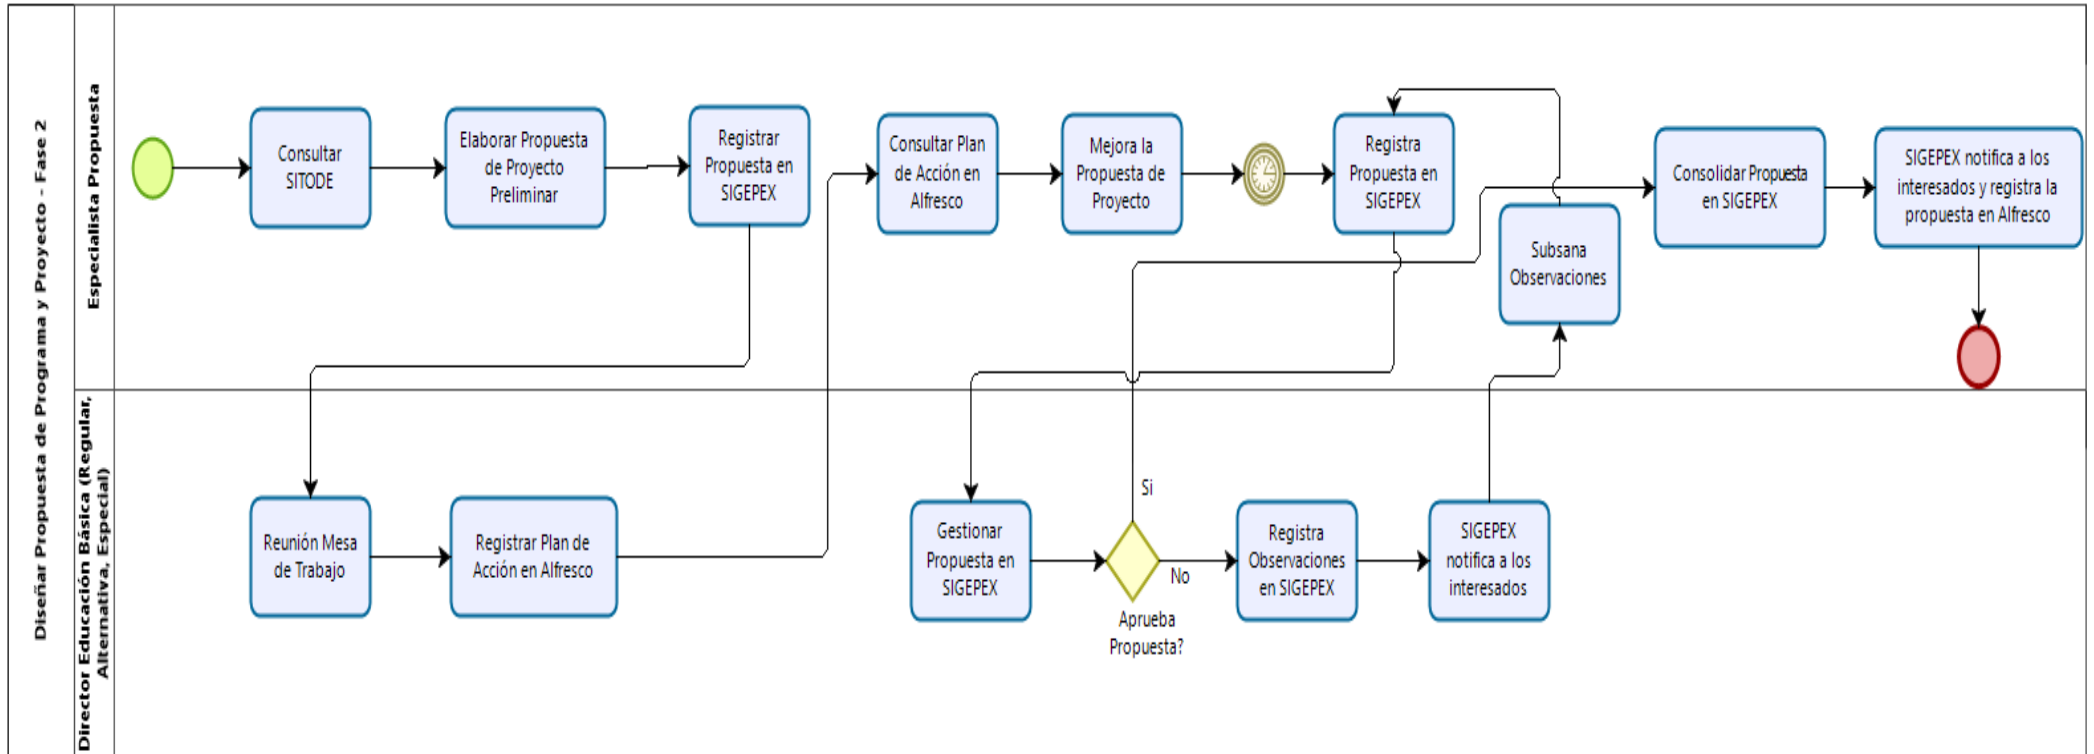 Diseñar Propuesta de Programa y Proyecto - Fase 2
Especialista Propuesta
Consultar
SITODE
Elaborar Propuesta
de Proyecto
Preliminar
Registrar
Propuesta en
SIGEPEX
Consultar Plan
de Acción en
Alfresco
Mejora la
Propuesta de
Proyecto
Registra
Propuesta en
SIGEPEX
Subsana
Observaciones
Consolidar Propuesta
en SIGEPEX
SIGEPEX notifica a los
interesados y registra la
propuesta en Alfresco
Director Educación Básica (Regular,
Alternativa, Especial)
Reunión Mesa
de Trabajo
Registrar Plan de
Acción en Alfresco
Gestionar
Propuesta en
SIGEPEX
Si
No
Aprueba
Propuesta?
Registra
Observaciones
en SIGEPEX
SIGEPEX
notifica a los
interesados